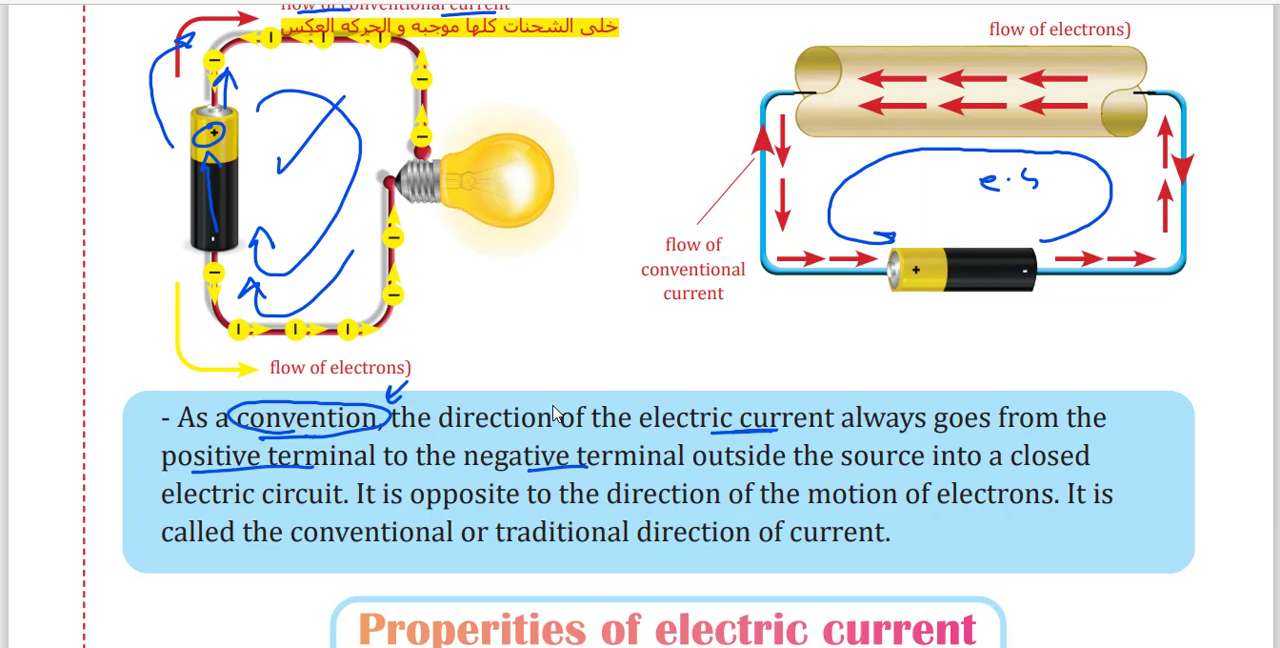 flow of conventional current
خلى الشحنات كلها موجبه و الحركه العكس
flow of electrons)
+
-
e.s
flow of
conventional
current
+
-
flow of electrons)
- As a convention, the direction of the electric current always goes from the
positive terminal to the negative terminal outside the source into a closed
electric circuit. It is opposite to the direction of the motion of electrons. It is
called the conventional or traditional direction of current.
Properities of electric current